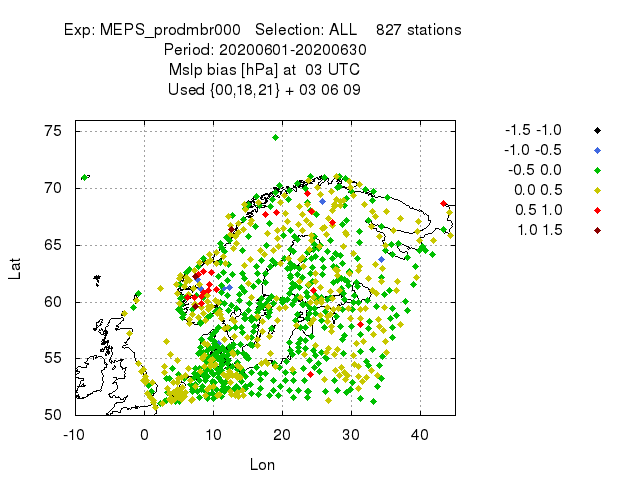 Exp: MEPS_prodmbr000 Selection: ALL 827 stations
Period: 20200601-20200630
Mslp bias [hPa] at 03 UTC
Used {00,18,21} + 03 06 09
75
70
65
60
55
50
-10 0 10 20 30 40
Lat
Lon
-1.5 -1.0
-1.0 -0.5
-0.5 0.0
0.0 0.5
0.5 1.0
1.0 1.5